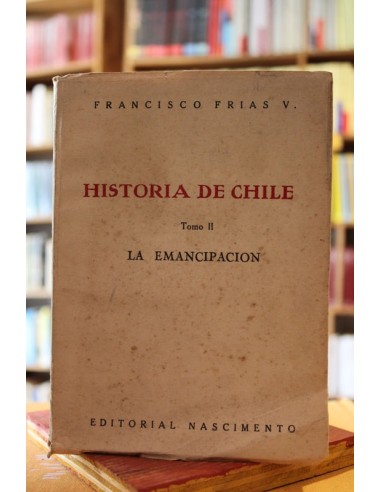 FRANCISCO FRIAS V.
HISTORIA DE CHILE
Tomo II
LA EMANCIPACION
EDITORIAL NASCIMENTO